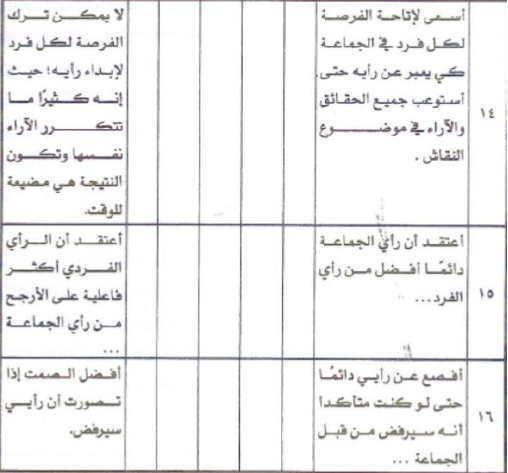 ١٤
أسعى لإتاحة الفرصة
لكل فرد في الجماعة
كي يعبر عن رأيه حتى
أستوعب جميع الحقائق
والآراء في موضوع
النقاش .
لا يمكن ترك
الفرصة لكل فرد
لإبداء رأيه؛ حيث
إنه كثيرًا ما
تتكرر الآراء
نفسها وتكون
النتيجة هي مضيعة
للوقت.
١٥
أعتقد أن رأي الجماعة
دائمًا أفضل من رأي
الفرد...
أعتقد أن الرأي
الفردي أكثر
فاعلية على الأرجح
من رأي الجماعة
...
١٦
أفصح عن رأيي دائمًا
حتى لو كنت متأكدا
أنه سيرفض من قبل
الجماعة ...
أفضل الصمت إذا
تصورت أن رأيي
سيرفض.